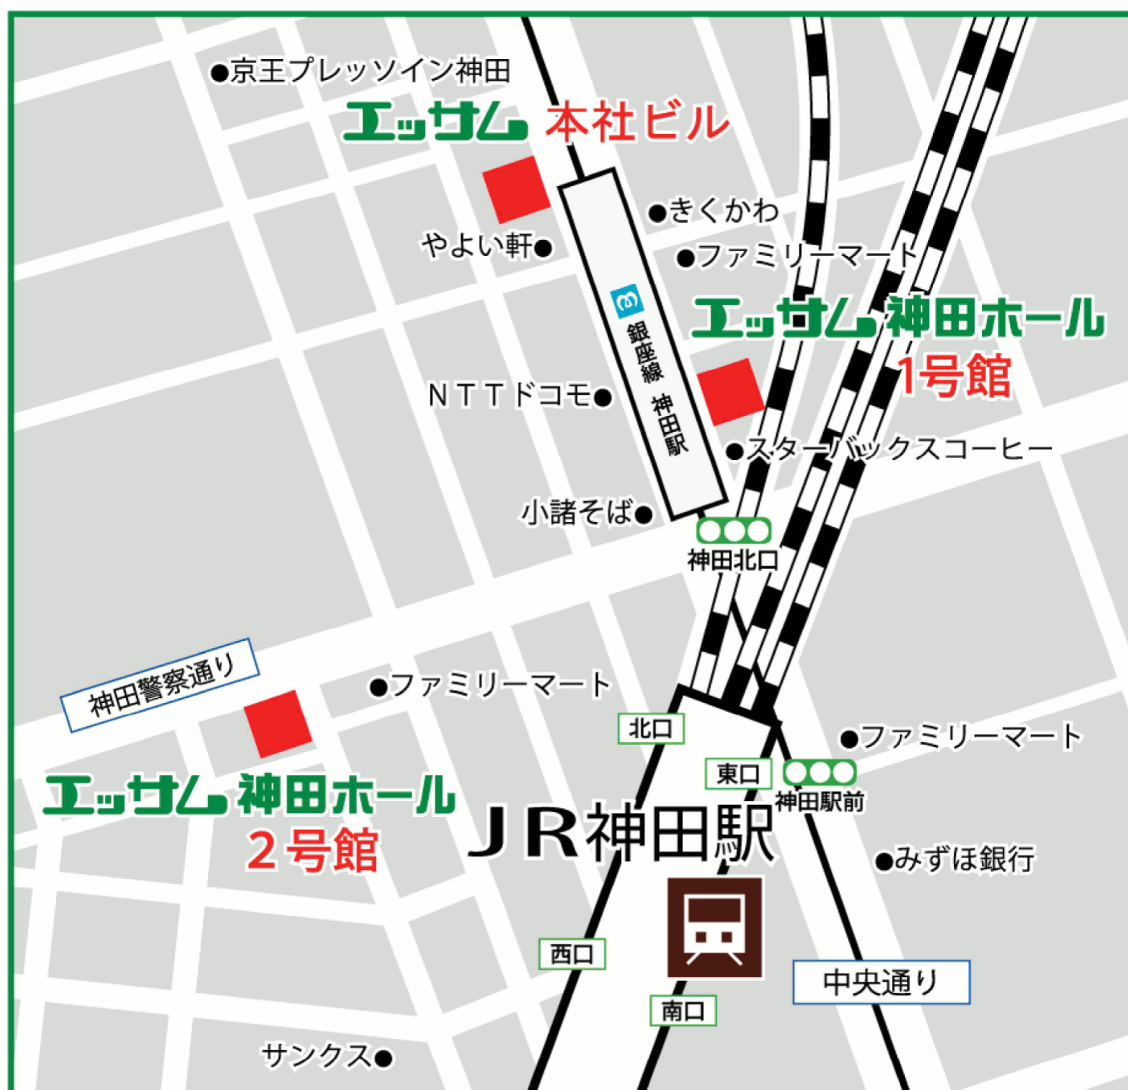 ●京王プレッソイン神田
エッサム 本社ビル
●きくかわ
やよい軒●
●ファミリーマート
エッサム 神田ホール
1号館
銀座線 神田駅
NTTドコモ●
●スターバックスコーヒー
小諸そば●
神田北口
神田警察通り
●ファミリーマート
北口
●ファミリーマート
東口
神田駅前
エッサム 神田ホール
2号館
JR神田駅
●みずほ銀行
西口
中央通り
南口
サンクス●